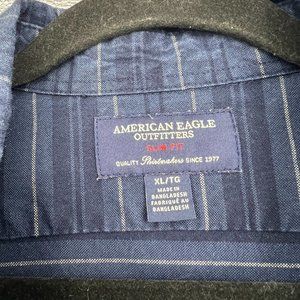 AMERICAN EAGLE
OUTFITTERS
SLIM FIT
QUALITY Shirtmakers SINCE 1977
XL/TG
MADE IN
BANGLADESH
FABRIQUÉ AU
BANGLADESH